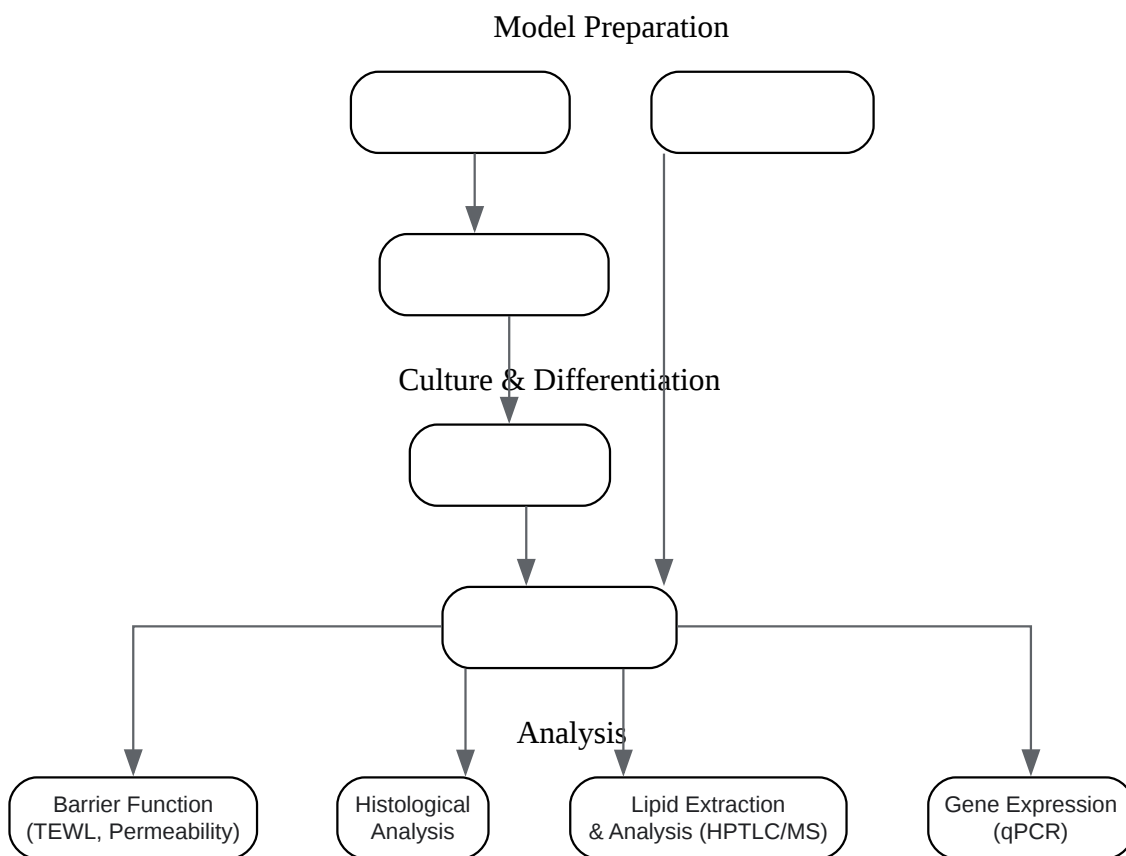 Model Preparation
Culture & Differentiation
Analysis
Barrier Function
(TEWL, Permeability)
Histological
Analysis
Lipid Extraction
& Analysis (HPTLC/MS)
Gene Expression
(qPCR)